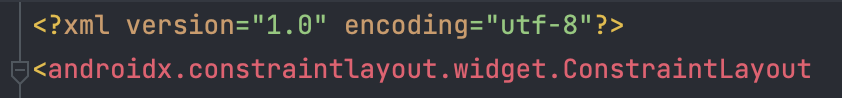 <?xml version="1.0" encoding="utf-8"?>
<androidx.constraintlayout.widget.ConstraintLayout